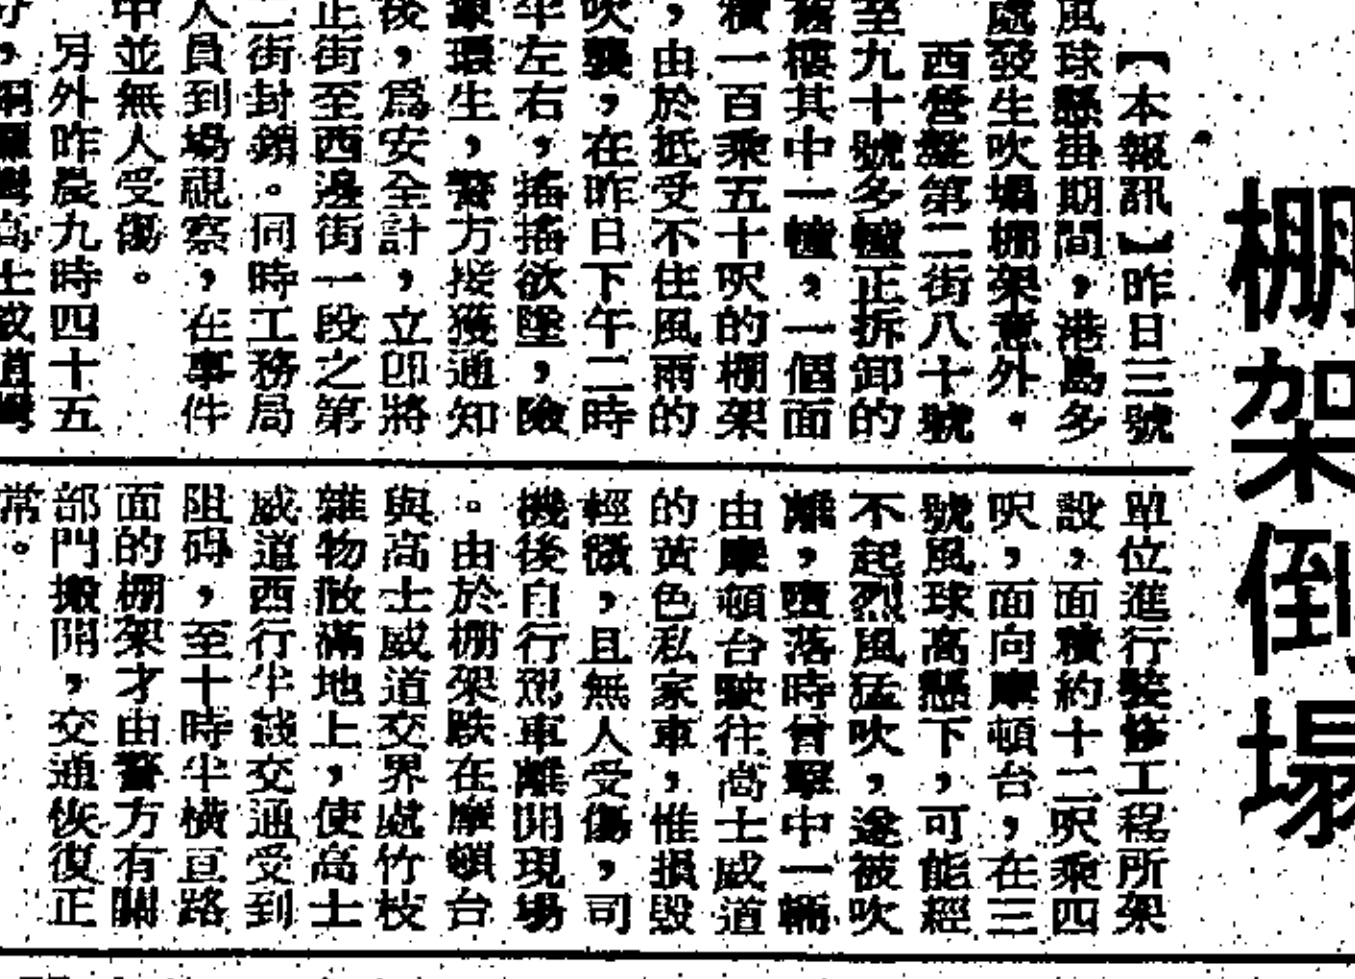 棚架倒塌
【本報訊】昨日三號
風球懸掛期間，港島多
處發生吹塌棚架意外。
西營盤第二街八十號
至九十號多幢正拆卸的
舊樓其中一幢，一個面
積一百乘五十呎的棚架
，由於抵受不住風雨的
吹襲，在昨日下午二時
半左右，搖搖欲墮，險
象環生，警方接獲通知
後，爲安全計，立卽將
正街至西邊街一段之第
二街封鎖。同時工務局
人員到場視察，在事件
中並無人受傷。
另外昨晨九時四十五
，銅鑼灣高士威道
單位進行裝修工程所架
設，面積約十二呎乘四
呎，面向摩頓台，在三
號風球高懸下，可能經
不起烈風猛吹，遂被吹
離，墮落時曾擊中一輛
由摩頓台駛往高士威道
的黃色私家車，惟損毀
輕微，且無人受傷，司
機後自行駕車離開現場
。由於棚架跌在摩頓台
與高士威道交界處竹枝
雜物散滿地上，使高士
威道西行半截交通受到
阻碍，至十時半橫亘路
面的棚架才由警方有關
部門搬開，交通恢復正
常。